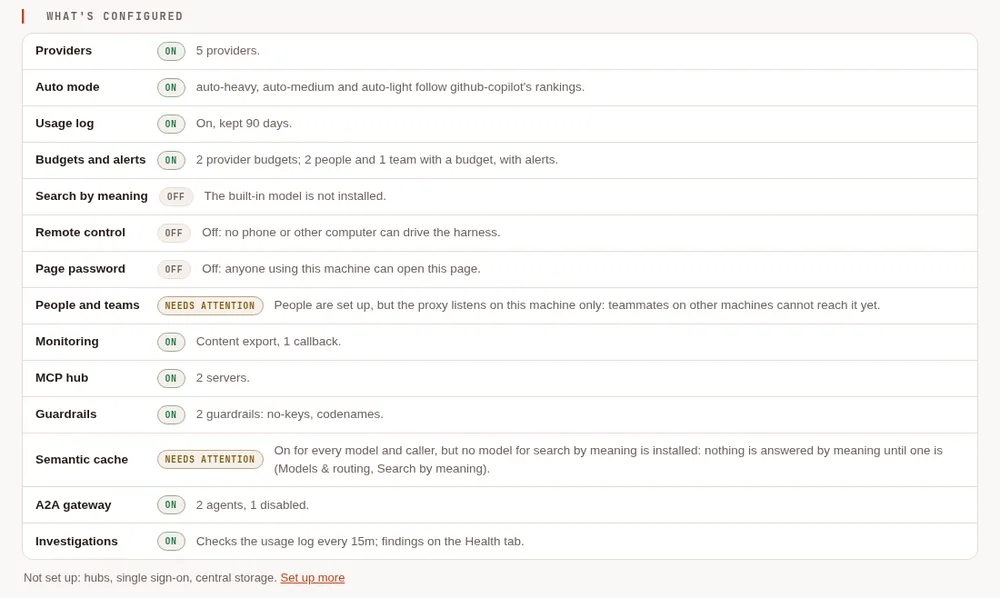 WHAT'S CONFIGURED
Providers ON 5 providers.
Auto mode ON auto-heavy, auto-medium and auto-light follow github-copilot's rankings.
Usage log ON On, kept 90 days.
Budgets and alerts ON 2 provider budgets; 2 people and 1 team with a budget, with alerts.
Search by meaning OFF The built-in model is not installed.
Remote control OFF Off: no phone or other computer can drive the harness.
Page password OFF Off: anyone using this machine can open this page.
People and teams NEEDS ATTENTION People are set up, but the proxy listens on this machine only: teammates on other machines cannot reach it yet.
Monitoring ON Content export, 1 callback.
MCP hub ON 2 servers.
Guardrails ON 2 guardrails: no-keys, codenames.
Semantic cache NEEDS ATTENTION On for every model and caller, but no model for search by meaning is installed: nothing is answered by meaning until one is
(Models & routing, Search by meaning).
A2A gateway ON 2 agents, 1 disabled.
Investigations ON Checks the usage log every 15m; findings on the Health tab.
Not set up: hubs, single sign-on, central storage. Set up more